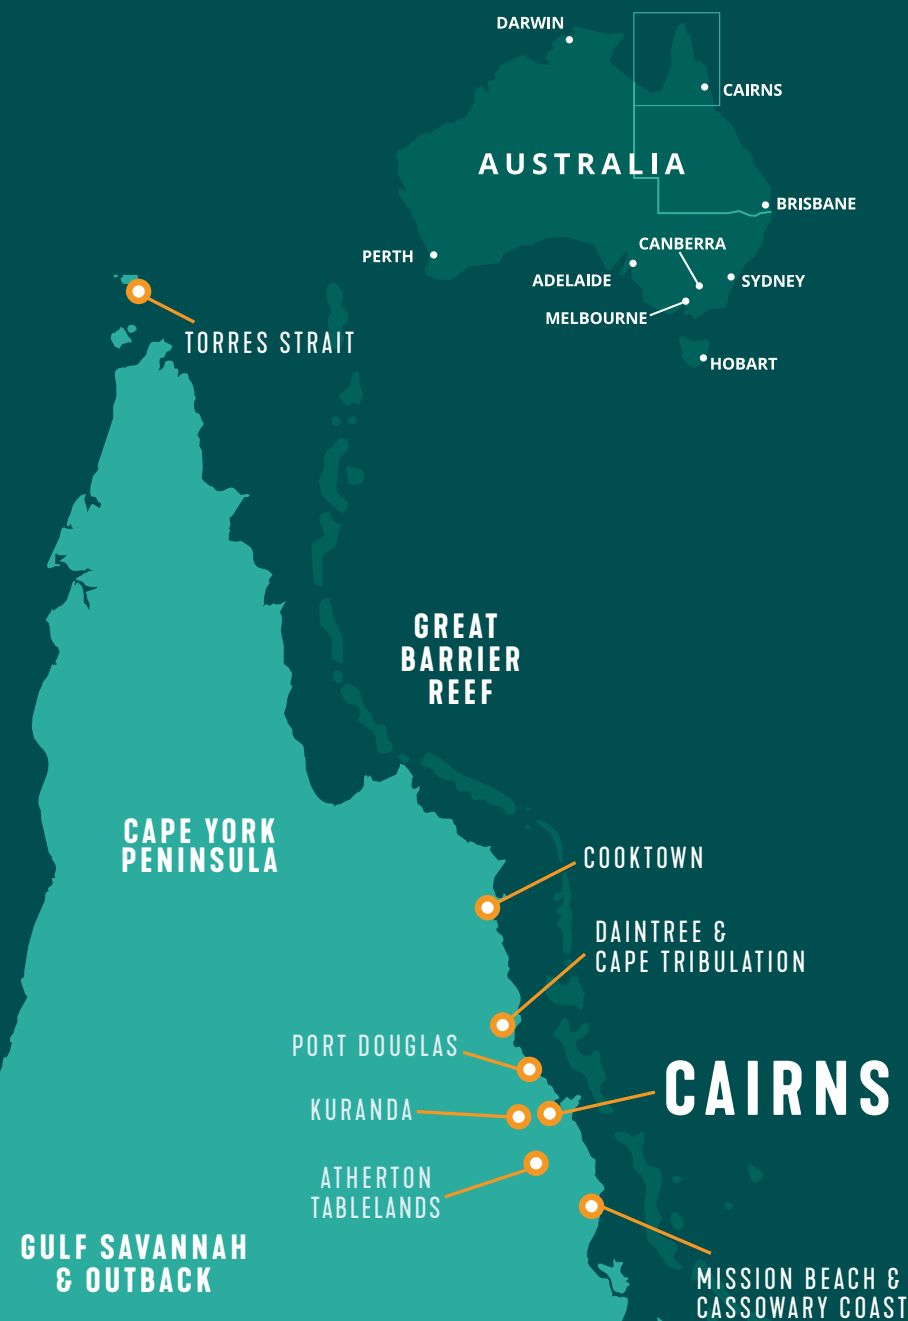 DARWIN
CAIRNS
AUSTRALIA
BRISBANE
CANBERRA
PERTH
ADELAIDE
SYDNEY
MELBOURNE
TORRES STRAIT
HOBART
GREAT
BARRIER
REEF
CAPE YORK
PENINSULA
COOKTOWN
DAINTREE &
CAPE TRIBULATION
PORT DOUGLAS
CAIRNS
KURANDA
ATHERTON
TABLELANDS
GULF SAVANNAH
& OUTBACK
MISSION BEACH &
CASSOWARY COAST